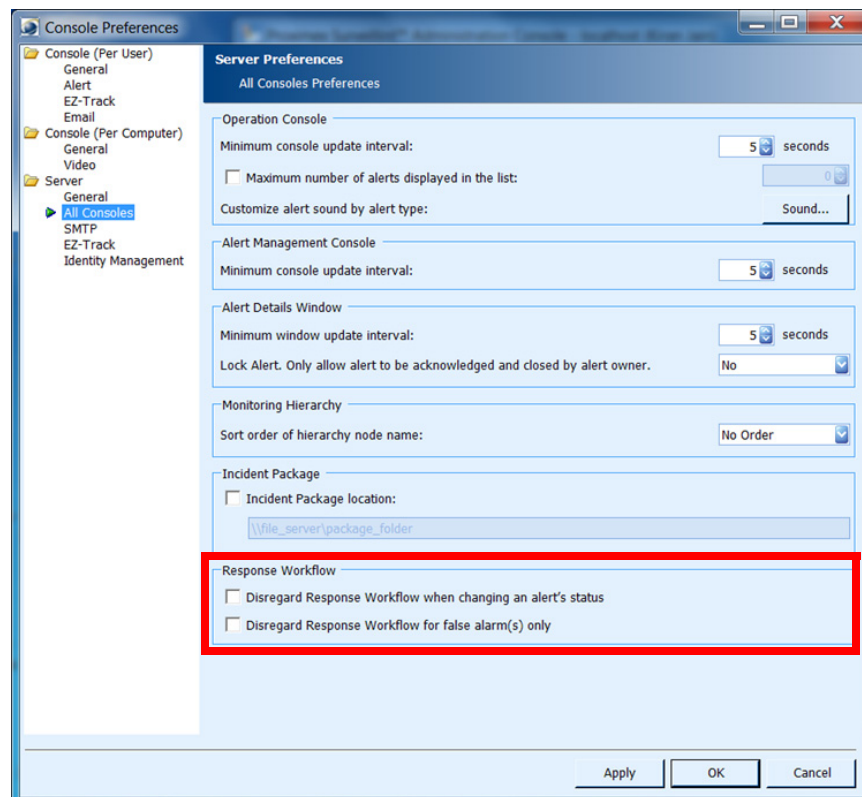 Console Preferences
Console (Per User)
General
Alert
EZ-Track
Email
Console (Per Computer)
General
Video
Server
General
All Consoles
SMTP
EZ-Track
Identity Management
Server Preferences
All Consoles Preferences
Operation Console
Minimum console update interval: 5 seconds
Maximum number of alerts displayed in the list: 0
Customize alert sound by alert type: Sound...
Alert Management Console
Minimum console update interval: 5 seconds
Alert Details Window
Minimum window update interval: 5 seconds
Lock Alert. Only allow alert to be acknowledged and closed by alert owner. No
Monitoring Hierarchy
Sort order of hierarchy node name: No Order
Incident Package
Incident Package location:
\\file_server\package_folder
Response Workflow
Disregard Response Workflow when changing an alert's status
Disregard Response Workflow for false alarm(s) only
Apply OK Cancel